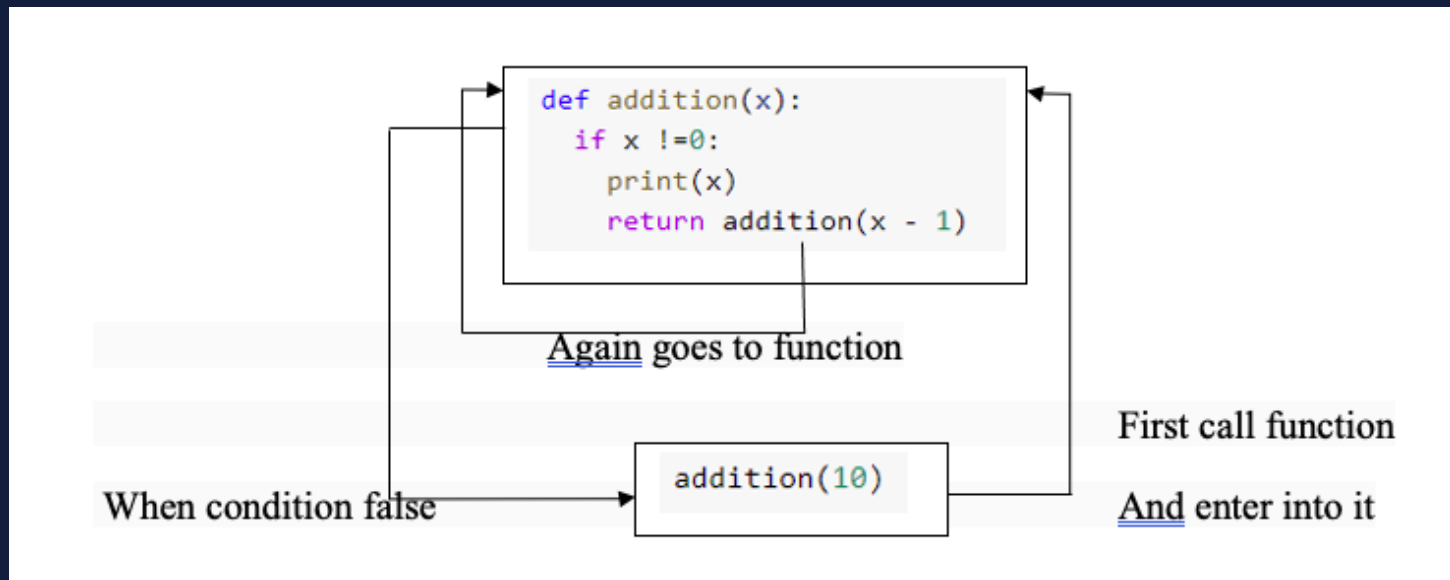 def addition(x):
if x !=0:
print(x)
return addition(x - 1)
Again goes to function
First call function
addition(10)
When condition false
And enter into it